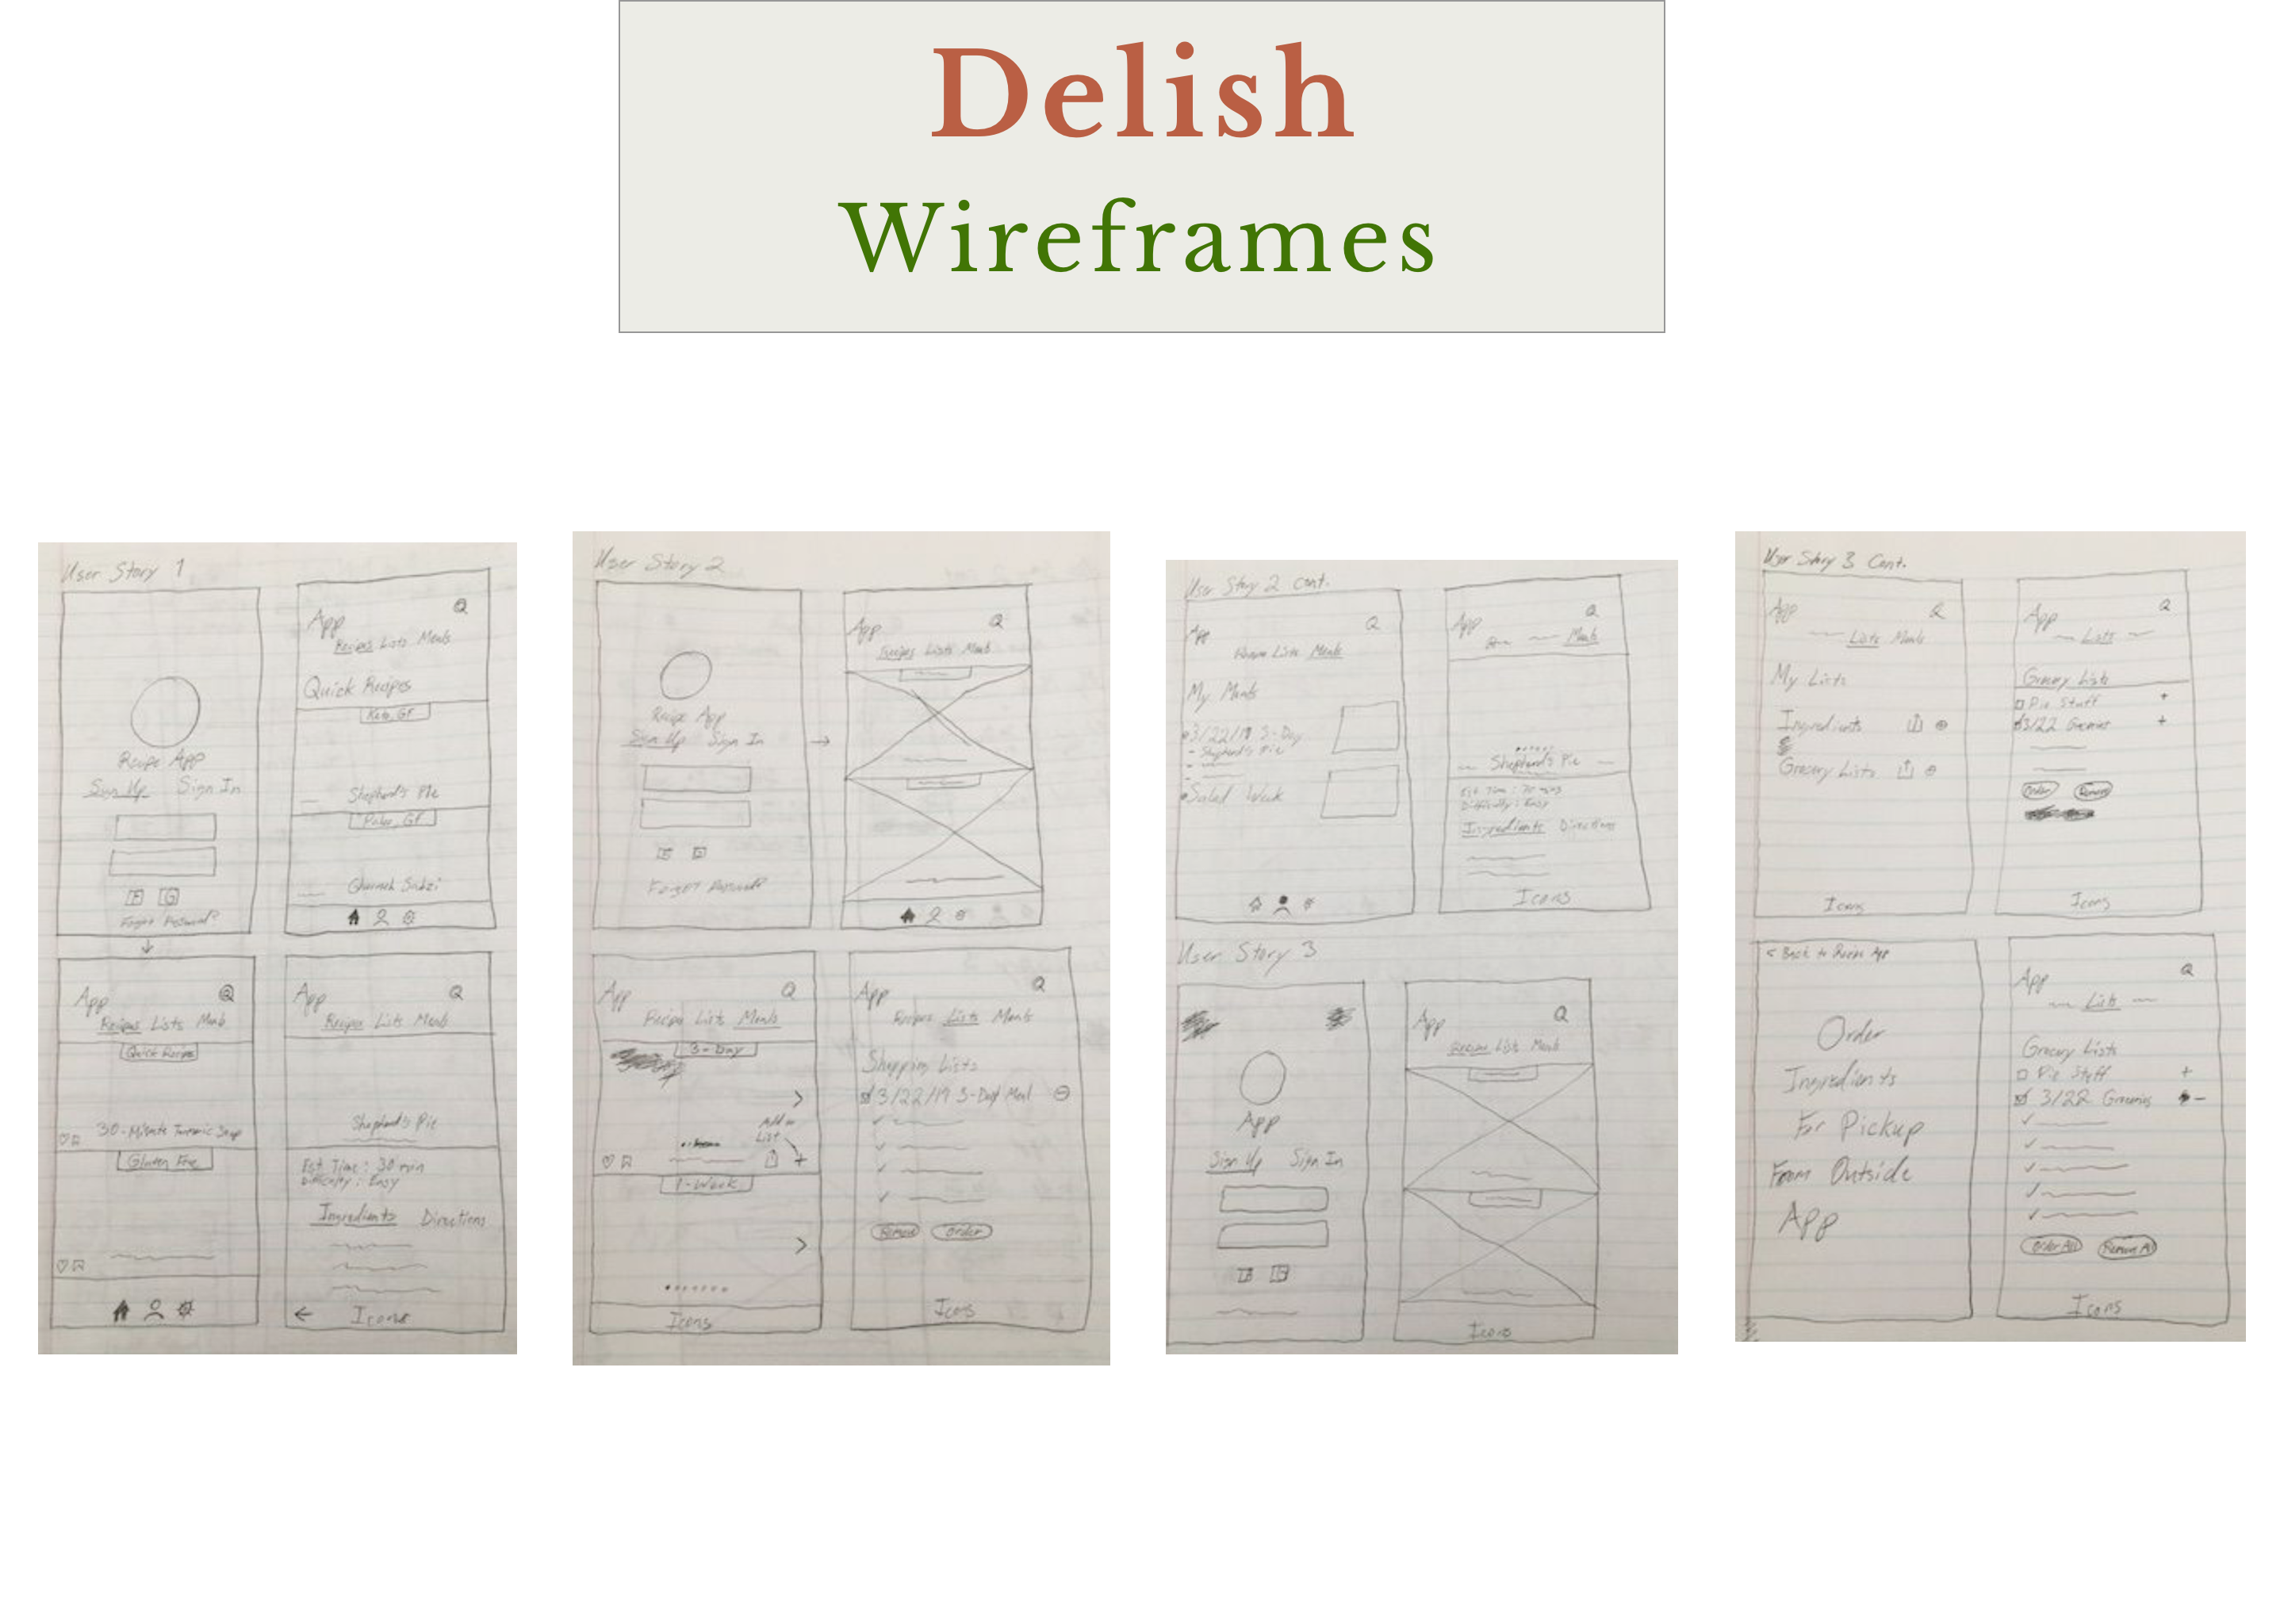 Delish
Wireframes
User Story 1
Recipe App
Sign Up Sign In
F G
Forgot Password?
App
Recipes Lists Meals
Quick Recipes
Keto, GF
Shepherd's Pie
Paleo, GF
Ghormeh Sabzi
App
Recipes Lists Meals
Quick Recipes
30-Minute Turmeric Soup
Gluten Free
App
Recipes Lists Meals
Shepherd's Pie
Est. Time: 30 min
Difficulty: Easy
Ingredients Directions
Icons
User Story 2
Recipe App
Sign Up Sign In
Forgot Password?
App
Recipes Lists Meals
App
Recipe Lists Meals
3-Day
Add to
List
1-Week
Icons
App
Recipes Lists Meals
Shopping Lists
3/22/19 3-Day Meal
Remove Order
Icons
User Story 2 Cont.
App
Lists Meals
My Meals
3/22/19 3-Day
- Shepherd's Pie
Salad Week
App
Meals
Shepherd's Pie
Est. Time:
Difficulty: Easy
Ingredients Directions
Icons
User Story 3
App
Sign Up Sign In
App
Recipes Lists Meals
Icons
User Story 3 Cont.
App
Lists Meals
My Lists
Ingredients
Grocery Lists
Icons
App
Lists
Grocery Lists
Pie Stuff +
3/22 Groceries +
Order Remove
Icons
< Back to Recipe App
Order
Ingredients
For Pickup
From Outside
App
App
Lists
Grocery Lists
Pie Stuff +
3/22 Groceries -
Order All Remove All
Icons